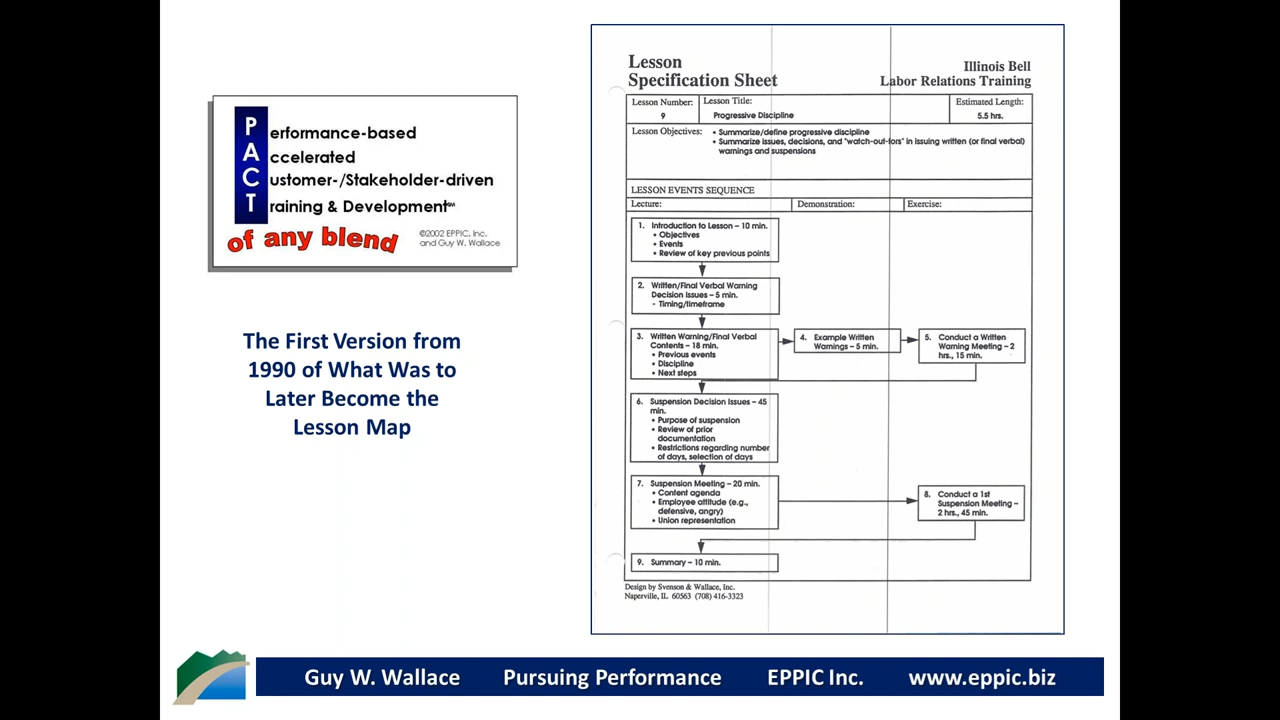 Performance-based
Accelerated
Customer-/Stakeholder-driven
Training & Development℠
of any blend
©2002 EPPIC, Inc.
and Guy W. Wallace
The First Version from
1990 of What Was to
Later Become the
Lesson Map
Lesson
Specification Sheet
Illinois Bell
Labor Relations Training
Lesson Number:
9
Lesson Title:
Progressive Discipline
Estimated Length:
5.5 hrs.
Lesson Objectives:
• Summarize/define progressive discipline
• Summarize issues, decisions, and "watch-out-fors" in issuing written (or final verbal)
warnings and suspensions
LESSON EVENTS SEQUENCE
Lecture:
Demonstration:
Exercise:
1. Introduction to Lesson – 10 min.
• Objectives
• Events
• Review of key previous points
2. Written/Final Verbal Warning
Decision Issues – 5 min.
- Timing/timeframe
3. Written Warning/Final Verbal
Contents – 18 min.
• Previous events
• Discipline
• Next steps
4. Example Written
Warnings – 5 min.
5. Conduct a Written
Warning Meeting – 2
hrs., 15 min.
6. Suspension Decision Issues – 45
min.
• Purpose of suspension
• Review of prior
documentation
• Restrictions regarding number
of days, selection of days
7. Suspension Meeting – 20 min.
• Content agenda
• Employee attitude (e.g.,
defensive, angry)
• Union representation
8. Conduct a 1st
Suspension Meeting –
2 hrs., 45 min.
9. Summary – 10 min.
Design by Svenson & Wallace, Inc.
Naperville, IL 60563 (708) 416-3323
Guy W. Wallace Pursuing Performance EPPIC Inc. www.eppic.biz